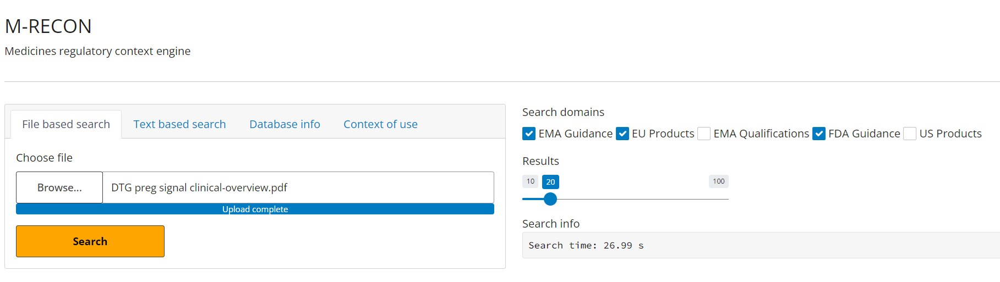 M-RECON
Medicines regulatory context engine
File based search Text based search Database info Context of use
Choose file
Browse... DTG preg signal clinical-overview.pdf
Upload complete
Search
Search domains
EMA Guidance EU Products EMA Qualifications FDA Guidance US Products
Results
10 20 100
Search info
Search time: 26.99 s